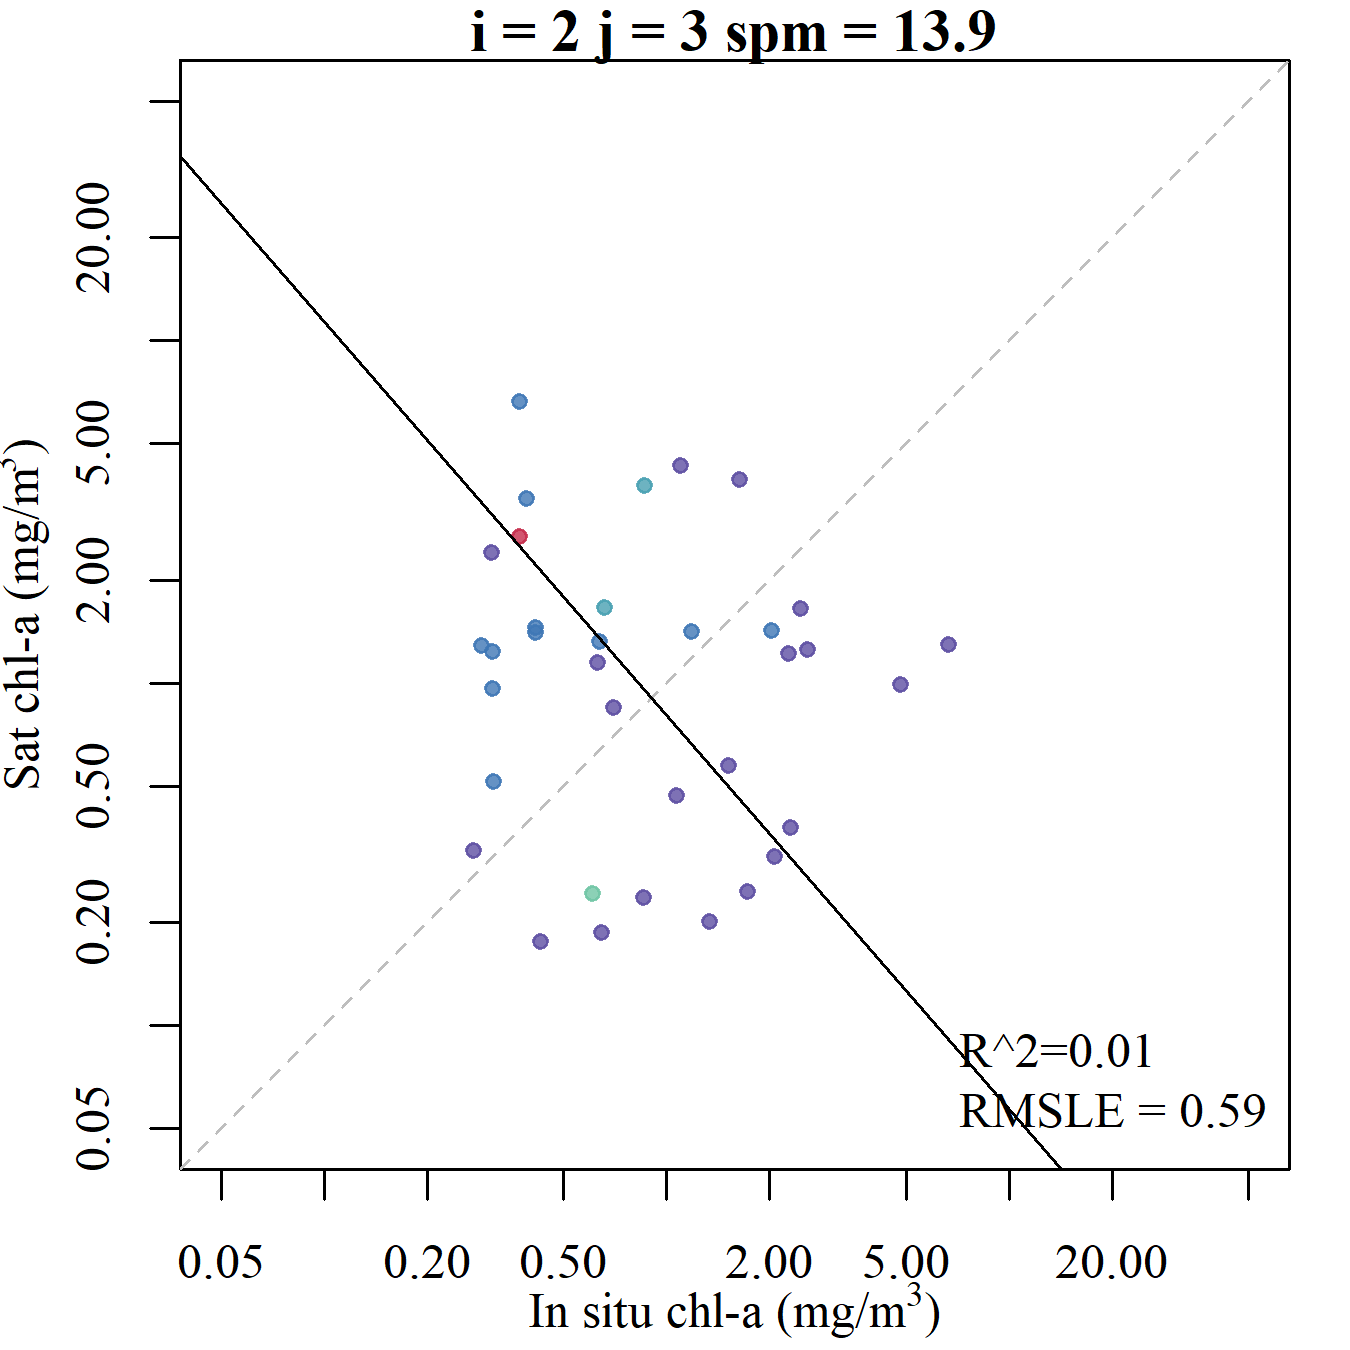 i = 2 j = 3 spm = 13.9
Sat chl-a (mg/m³)
20.00
5.00
2.00
0.50
0.20
0.05
R^2=0.01
RMSLE = 0.59
0.05 0.20 0.50 2.00 5.00 20.00
In situ chl-a (mg/m³)